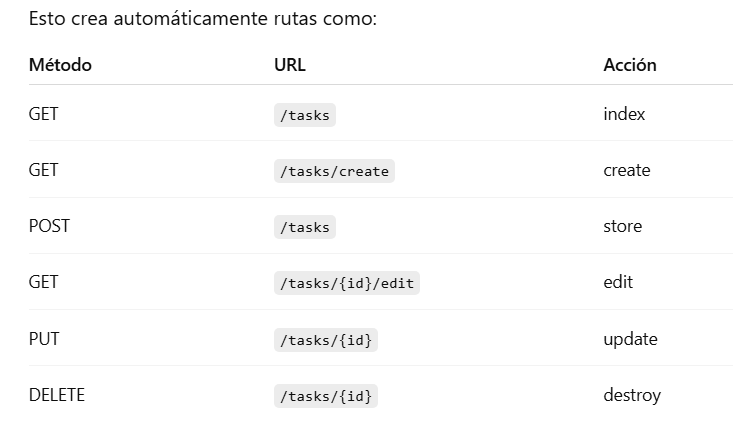 Esto crea automáticamente rutas como:
Método URL Acción
GET /tasks index
GET /tasks/create create
POST /tasks store
GET /tasks/{id}/edit edit
PUT /tasks/{id} update
DELETE /tasks/{id} destroy